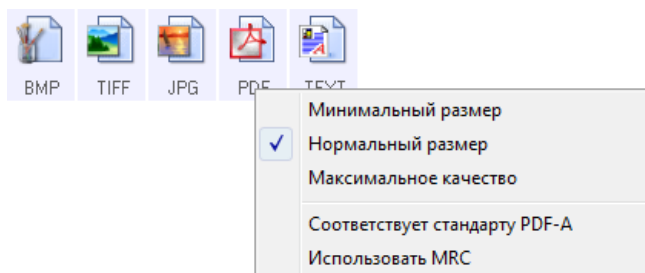 BMP TIFF JPG PDF TEXT
Минимальный размер
Нормальный размер
Максимальное качество
Соответствует стандарту PDF-A
Использовать MRC